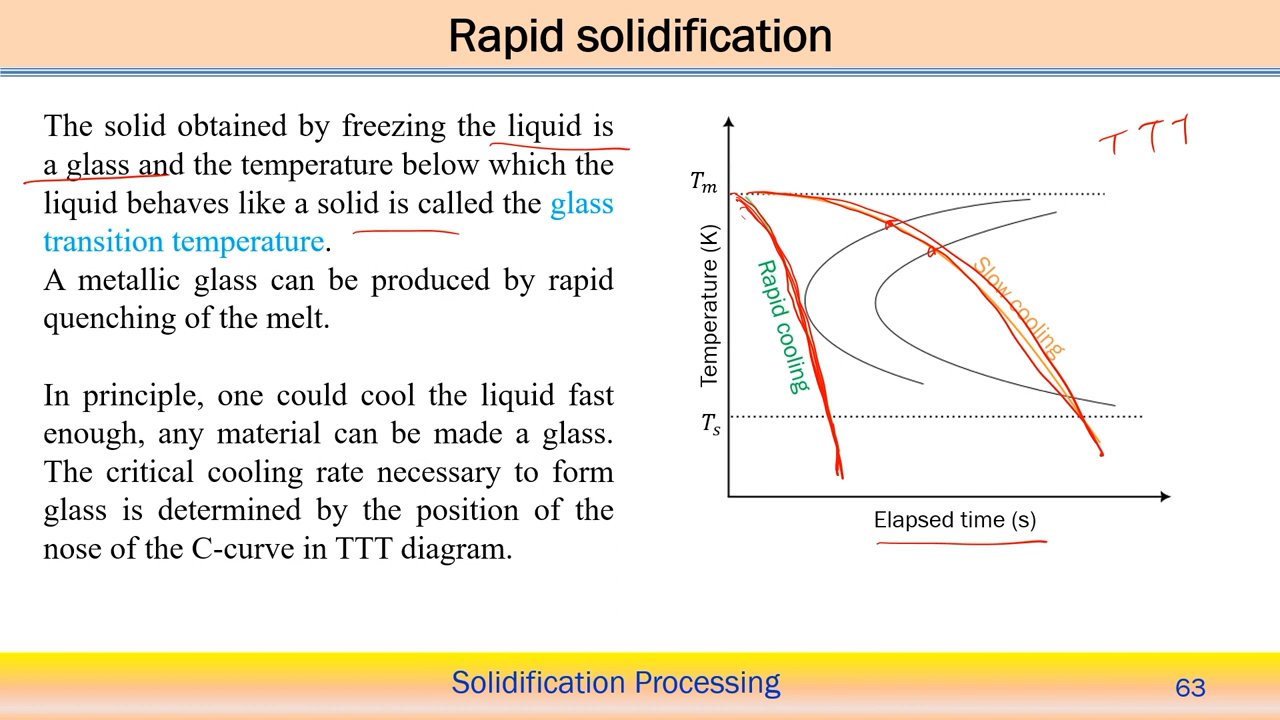 Rapid solidification
The solid obtained by freezing the liquid is
a glass and the temperature below which the
liquid behaves like a solid is called the glass
transition temperature.
A metallic glass can be produced by rapid
quenching of the melt.
In principle, one could cool the liquid fast
enough, any material can be made a glass.
The critical cooling rate necessary to form
glass is determined by the position of the
nose of the C-curve in TTT diagram.
TTT
Tm
Temperature (K)
Rapid cooling
Slow cooling
Ts
Elapsed time (s)
Solidification Processing
63